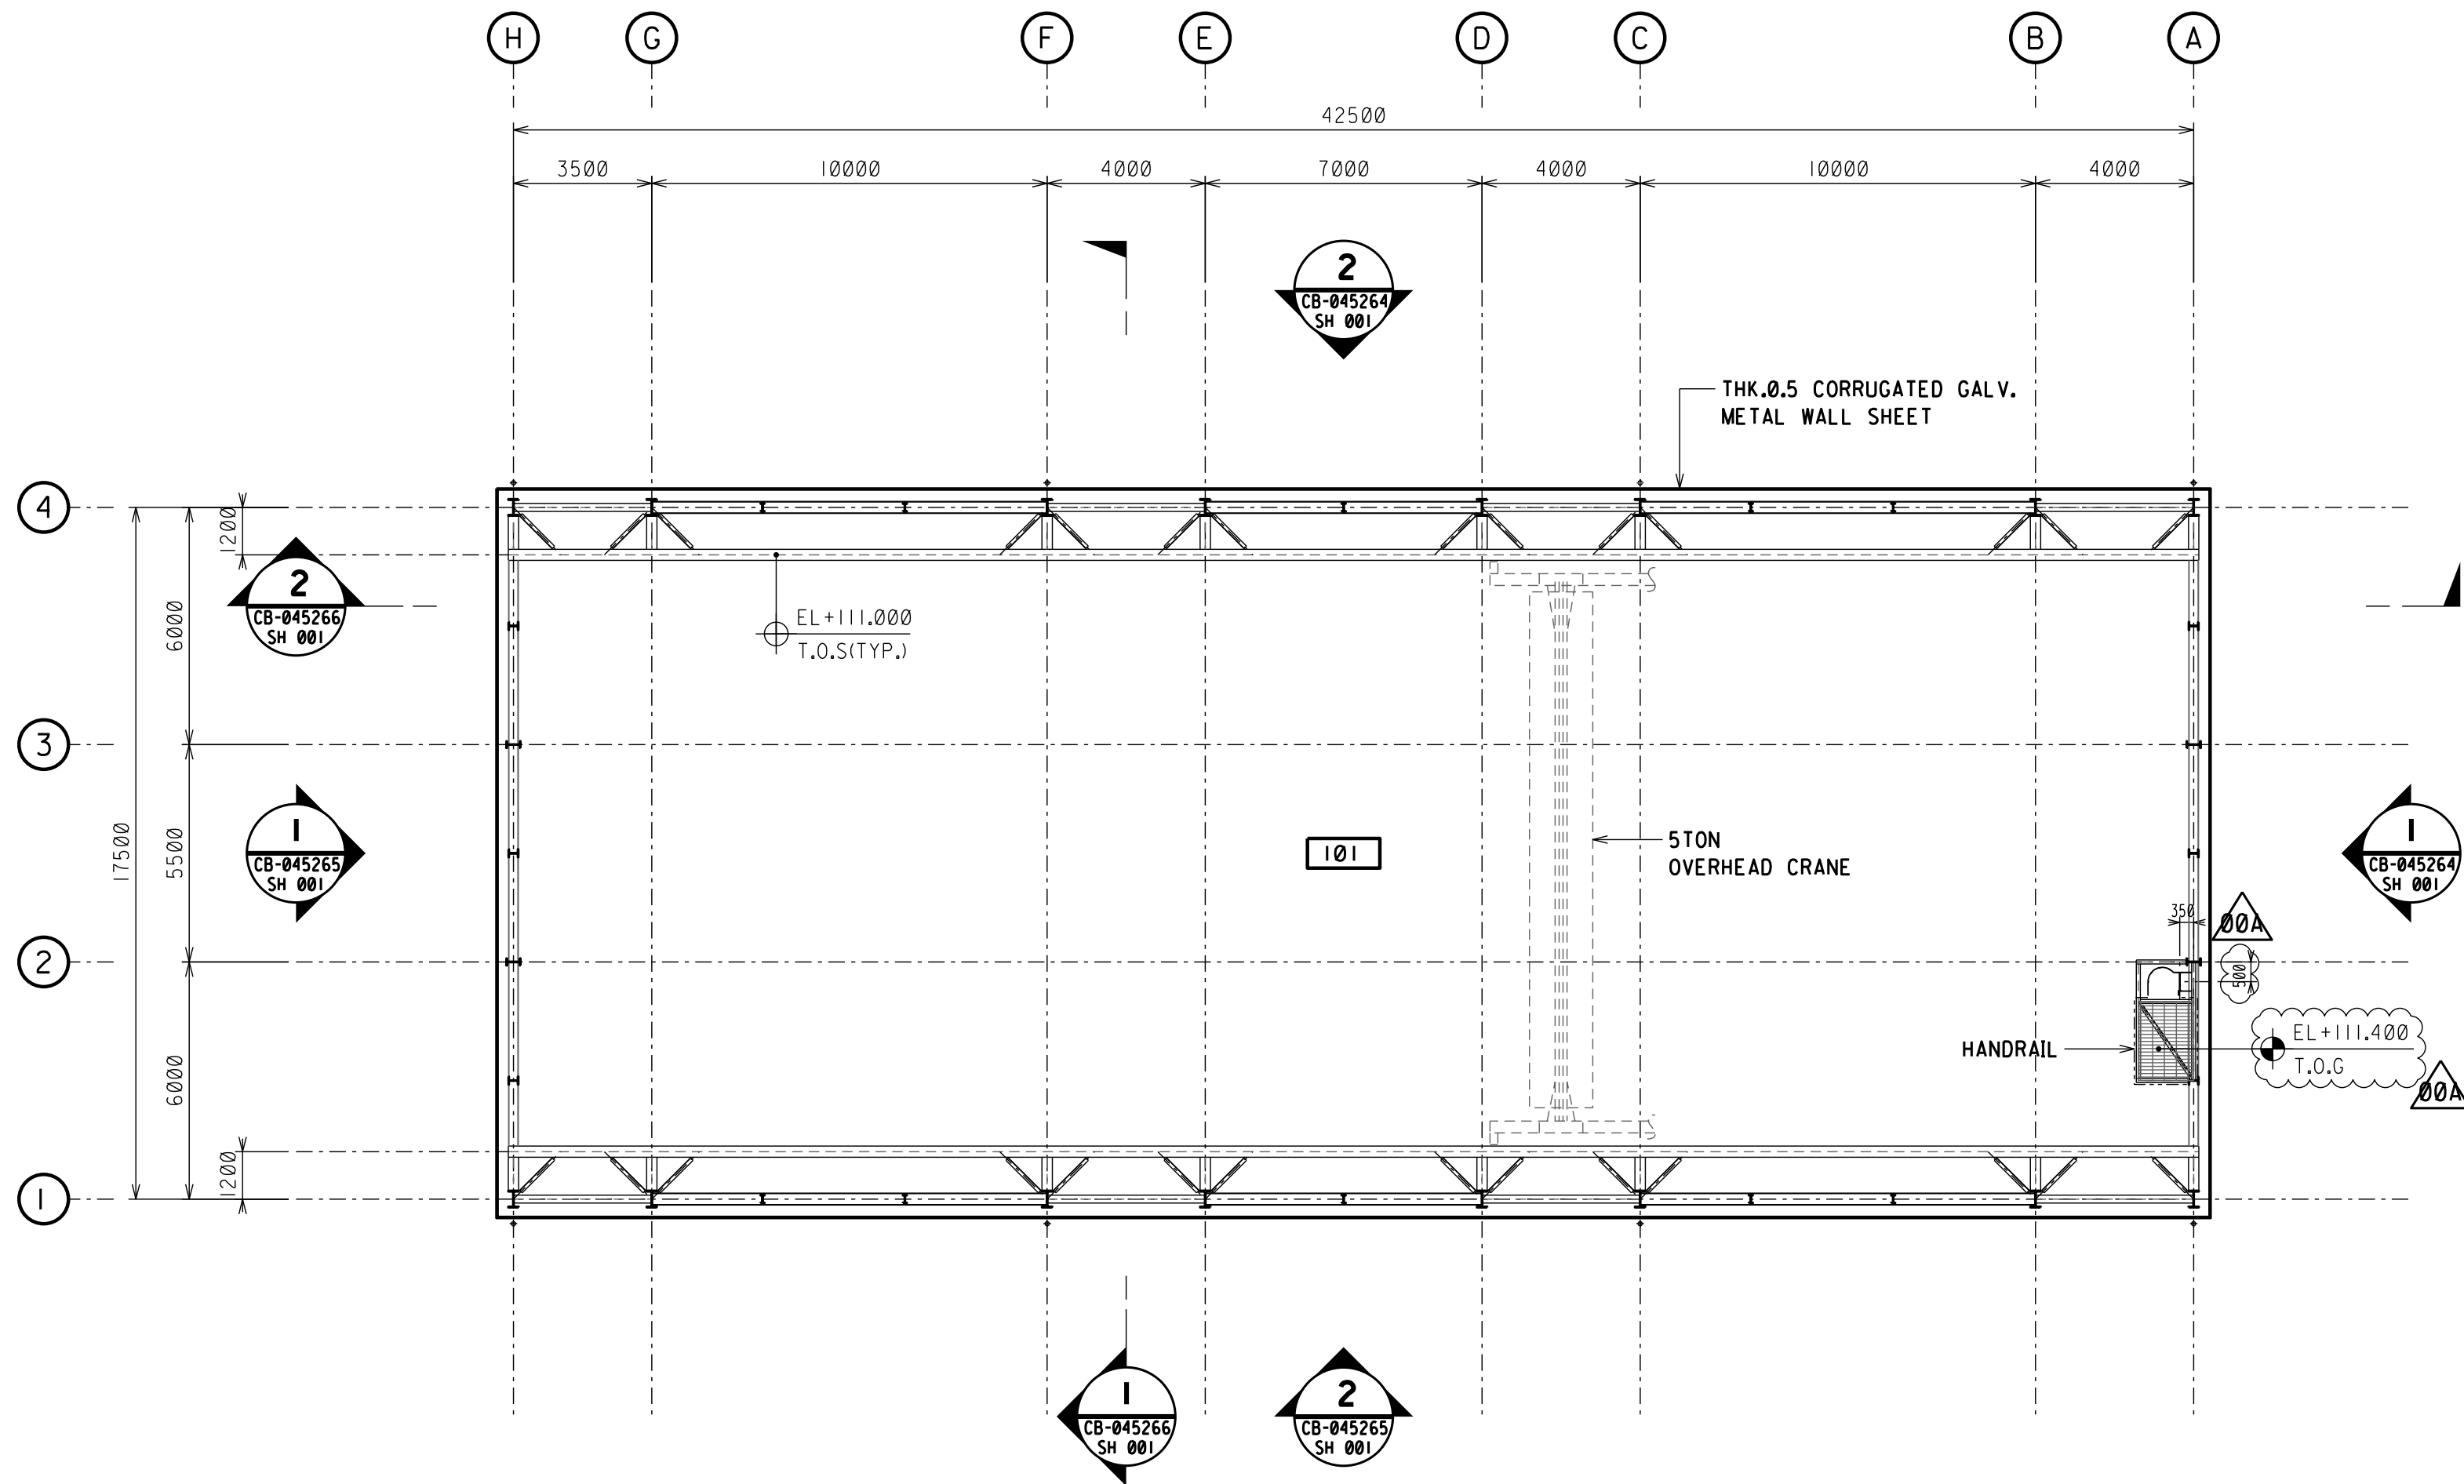 H G F E D C B A
42500
3500 10000 4000 7000 4000 10000 4000
2
CB-045264
SH 001
THK.0.5 CORRUGATED GALV.
METAL WALL SHEET
4
1200
2
CB-045266
SH 001
6000
EL+111.000
T.O.S(TYP.)
3
17500
5500
1
CB-045265
SH 001
101
5TON
OVERHEAD CRANE
1
CB-045264
SH 001
350
00A
2
500
HANDRAIL
EL+111.400
T.O.G
00A
6000
1200
1
1
CB-045266
SH 001
2
CB-045265
SH 001